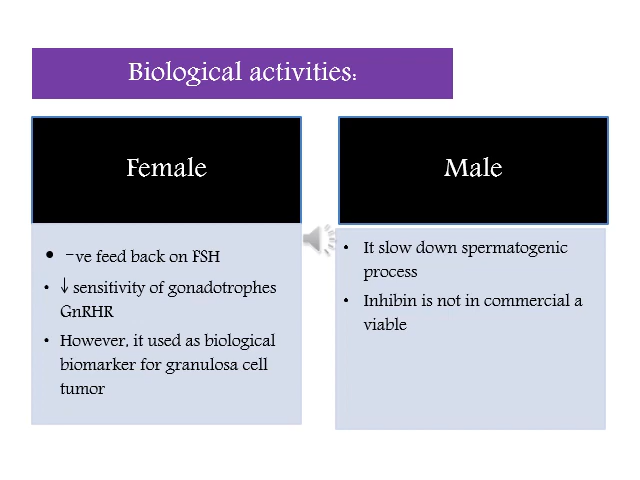 Biological activities:
Female
• -ve feed back on FSH
• ↓ sensitivity of gonadotrophes
GnRHR
• However, it used as biological
biomarker for granulosa cell
tumor
Male
• It slow down spermatogenic
process
• Inhibin is not in commercial a
viable